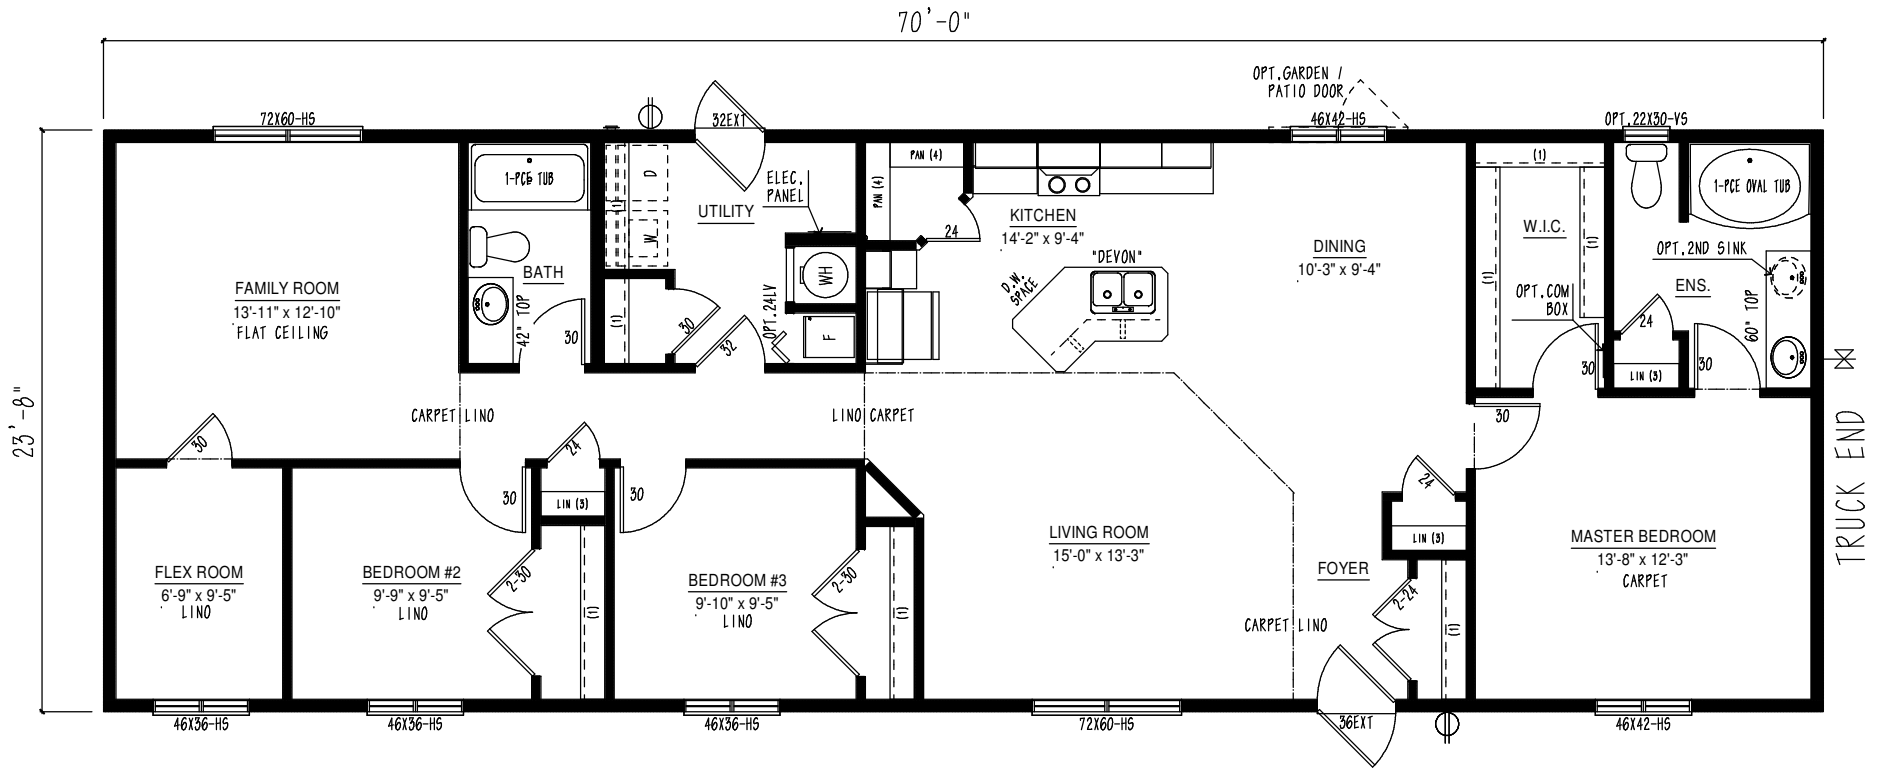 70'-0"
OPT.GARDEN /
PATIO DOOR
72X60-HS
32EXT
46X42-HS
OPT.22X30-VS
1-PCE TUB
D
(1)
W
ELEC.
PANEL
UTILITY
PAN (4)
PAN (4)
24
KITCHEN
14'-2" x 9'-4"
"DEVON"
D.W.
SPACE
DINING
10'-3" x 9'-4"
(1)
W.I.C.
(1)
(1)
1-PCE OVAL TUB
OPT.2ND SINK
ENS.
OPT.COM
BOX
24
60" TOP
30
30
LIN (3)
FAMILY ROOM
13'-11" x 12'-10"
FLAT CEILING
BATH
42" TOP
30
(1)
30
32
OPT.24LV
WH
F
23'-8"
CARPET LINO
LINO CARPET
30
30
24
LIN (3)
30
30
24
LIN (3)
TRUCK END
FLEX ROOM
6'-9" x 9'-5"
LINO
BEDROOM #2
9'-9" x 9'-5"
LINO
2-30
(1)
BEDROOM #3
9'-10" x 9'-5"
LINO
2-30
(1)
LIVING ROOM
15'-0" x 13'-3"
FOYER
2-24
(1)
CARPET LINO
MASTER BEDROOM
13'-8" x 12'-3"
CARPET
46X36-HS
46X36-HS
46X36-HS
72X60-HS
36EXT
46X42-HS